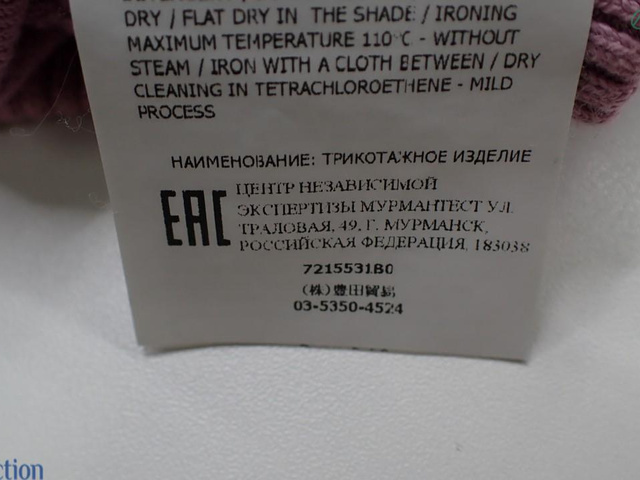 DRY / FLAT DRY IN THE SHADE / IRONING
MAXIMUM TEMPERATURE 110°C - WITHOUT
STEAM / IRON WITH A CLOTH BETWEEN / DRY
CLEANING IN TETRACHLOROETHENE - MILD
PROCESS
НАИМЕНОВАНИЕ: ТРИКОТАЖНОЕ ИЗДЕЛИЕ
EAC
ЦЕНТР НЕЗАВИСИМОЙ
ЭКСПЕРТИЗЫ МУРМАНТЕСТ УЛ.
ТРАЛОВАЯ, 49, Г. МУРМАНСК,
РОССИЙСКАЯ ФЕДЕРАЦИЯ, 183038
721553180
(株)豊田貿易
03-5350-4524
ction